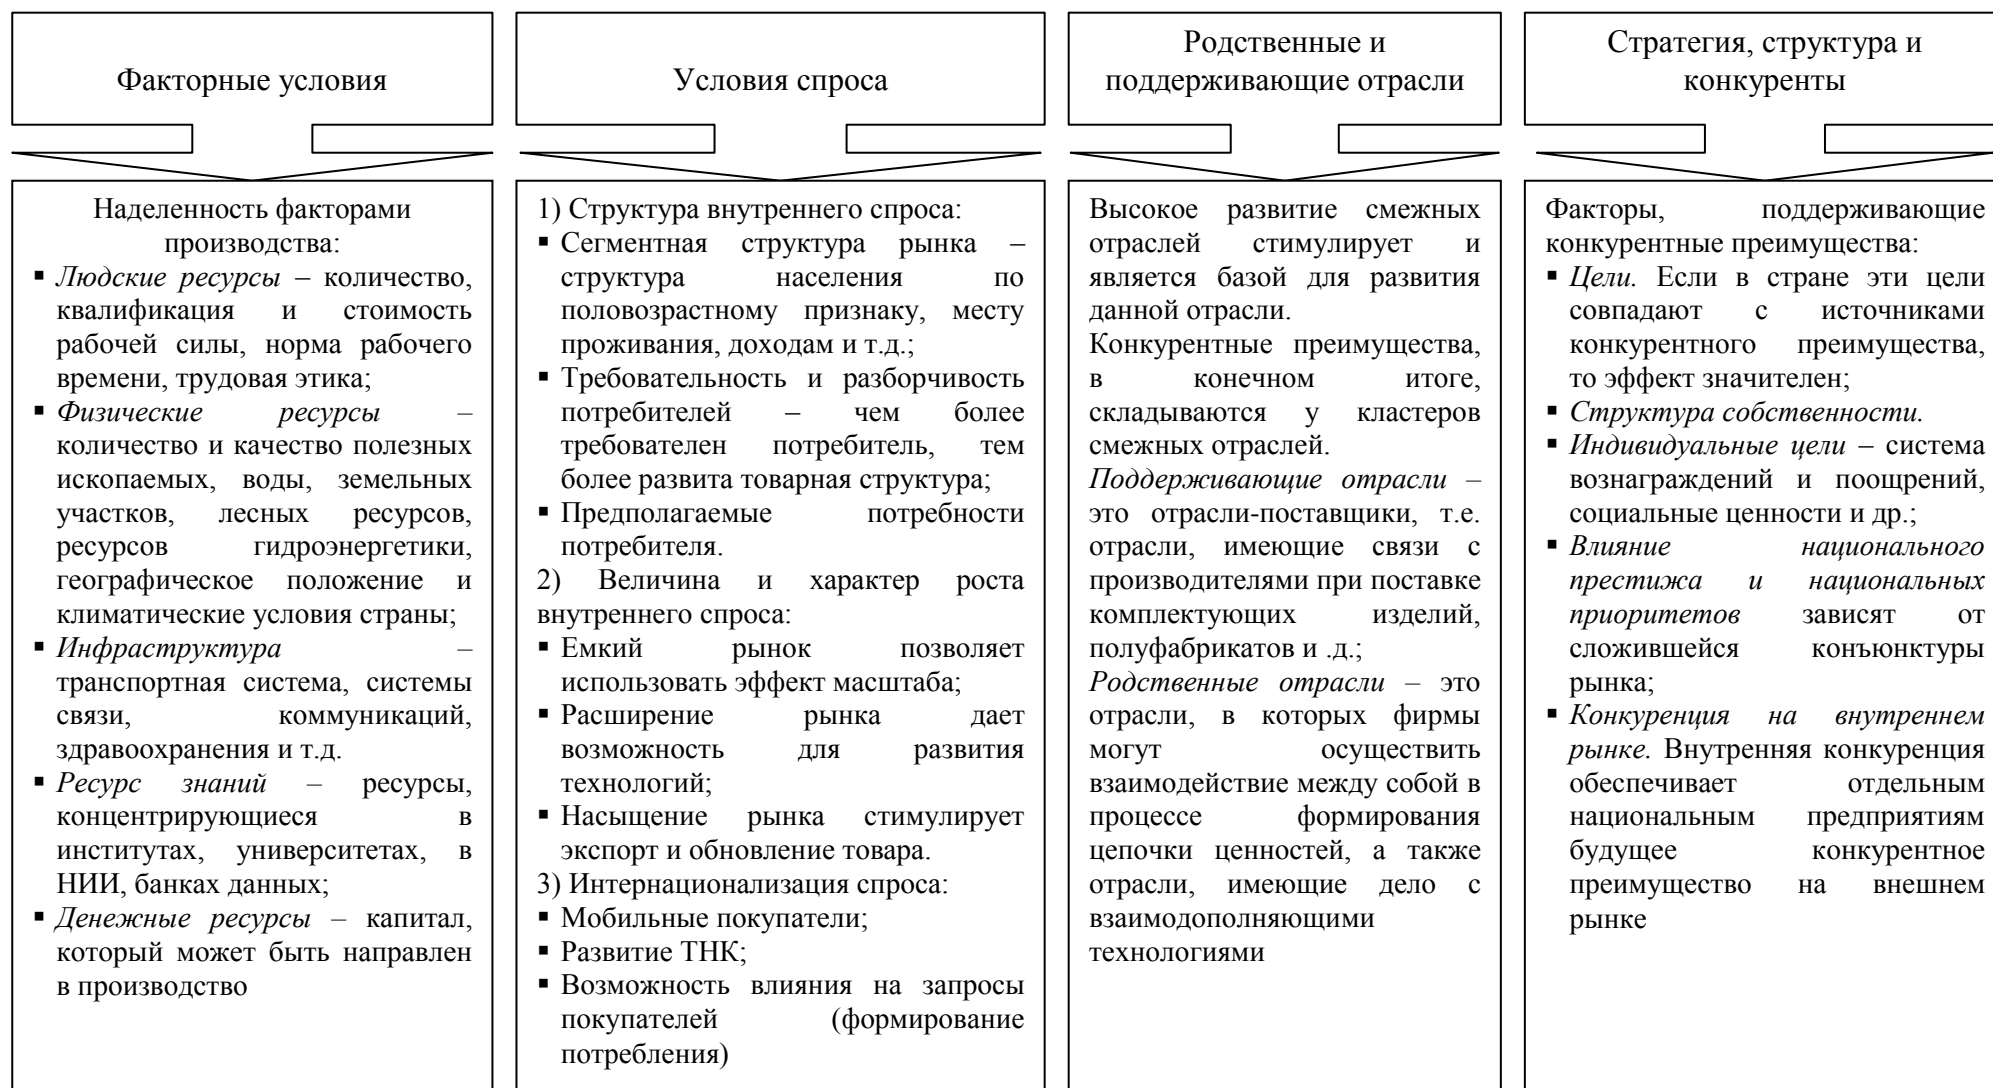 Факторные условия
Наделенность факторами
производства:
▪ Людские ресурсы – количество,
квалификация и стоимость
рабочей силы, норма рабочего
времени, трудовая этика;
▪ Физические ресурсы –
количество и качество полезных
ископаемых, воды, земельных
участков, лесных ресурсов,
ресурсов гидроэнергетики,
географическое положение и
климатические условия страны;
▪ Инфраструктура –
транспортная система, системы
связи, коммуникаций,
здравоохранения и т.д.
▪ Ресурс знаний – ресурсы,
концентрирующиеся в
институтах, университетах, в
НИИ, банках данных;
▪ Денежные ресурсы – капитал,
который может быть направлен
в производство
Условия спроса
1) Структура внутреннего спроса:
▪ Сегментная структура рынка –
структура населения по
половозрастному признаку, месту
проживания, доходам и т.д.;
▪ Требовательность и разборчивость
потребителей – чем более
требователен потребитель, тем
более развита товарная структура;
▪ Предполагаемые потребности
потребителя.
2) Величина и характер роста
внутреннего спроса:
▪ Емкий рынок позволяет
использовать эффект масштаба;
▪ Расширение рынка дает
возможность для развития
технологий;
▪ Насыщение рынка стимулирует
экспорт и обновление товара.
3) Интернационализация спроса:
▪ Мобильные покупатели;
▪ Развитие ТНК;
▪ Возможность влияния на запросы
покупателей (формирование
потребления)
Родственные и
поддерживающие отрасли
Высокое развитие смежных
отраслей стимулирует и
является базой для развития
данной отрасли.
Конкурентные преимущества,
в конечном итоге,
складываются у кластеров
смежных отраслей.
Поддерживающие отрасли –
это отрасли-поставщики, т.е.
отрасли, имеющие связи с
производителями при поставке
комплектующих изделий,
полуфабрикатов и .д.;
Родственные отрасли – это
отрасли, в которых фирмы
могут осуществить
взаимодействие между собой в
процессе формирования
цепочки ценностей, а также
отрасли, имеющие дело с
взаимодополняющими
технологиями
Стратегия, структура и
конкуренты
Факторы, поддерживающие
конкурентные преимущества:
▪ Цели. Если в стране эти цели
совпадают с источниками
конкурентного преимущества,
то эффект значителен;
▪ Структура собственности.
▪ Индивидуальные цели – система
вознаграждений и поощрений,
социальные ценности и др.;
▪ Влияние национального
престижа и национальных
приоритетов зависят от
сложившейся конъюнктуры
рынка;
▪ Конкуренция на внутреннем
рынке. Внутренняя конкуренция
обеспечивает отдельным
национальным предприятиям
будущее конкурентное
преимущество на внешнем
рынке